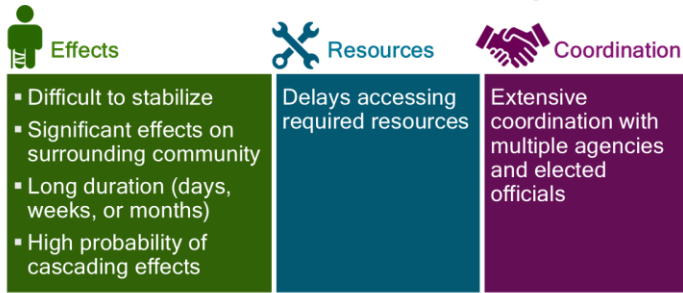 Effects
▪ Difficult to stabilize
▪ Significant effects on
surrounding community
▪ Long duration (days,
weeks, or months)
▪ High probability of
cascading effects
Resources
Delays accessing
required resources
Coordination
Extensive
coordination with
multiple agencies
and elected
officials